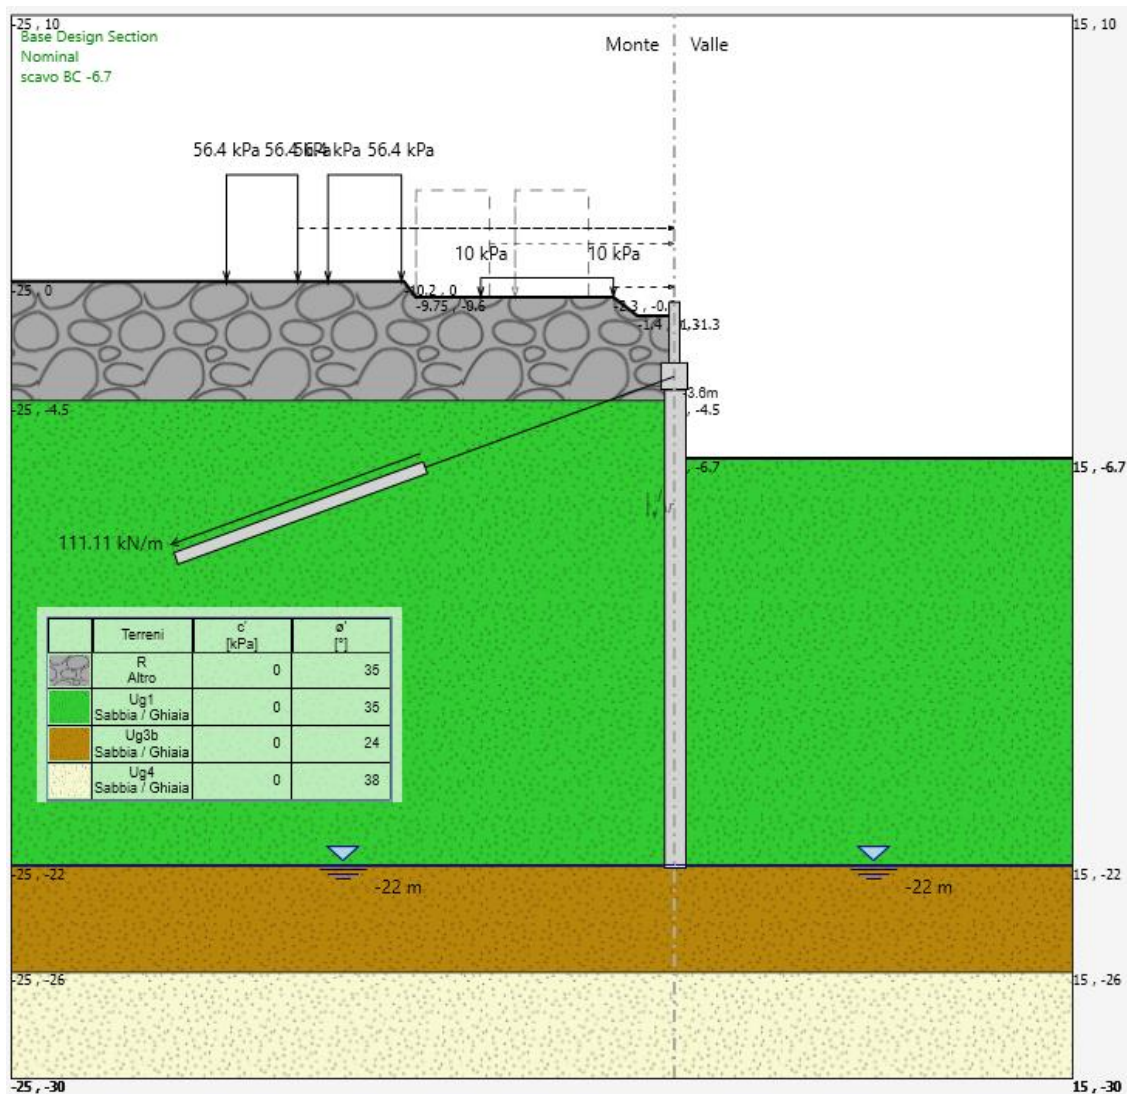 -25 , 10
15 , 10
Base Design Section
Nominal
scavo BC -6.7
Monte
Valle
56.4 kPa
56.4 kPa
56.4 kPa
56.4 kPa
10 kPa
10 kPa
-25 , 0
-10.2 , 0
-9.75 , -0.6
-2.3 , -0.
-1.4
-3.6m
-25 , -4.5
, -4.5
, -6.7
15 , -6.7
111.11 kN/m
Terreni
c'
[kPa]
ø'
[°]
R
Altro
0
35
Ug1
Sabbia / Ghiaia
0
35
Ug3b
Sabbia / Ghiaia
0
24
Ug4
Sabbia / Ghiaia
0
38
-25 , -22
-22 m
-22 m
15 , -22
-25 , -26
15 , -26
-25 , -30
15 , -30